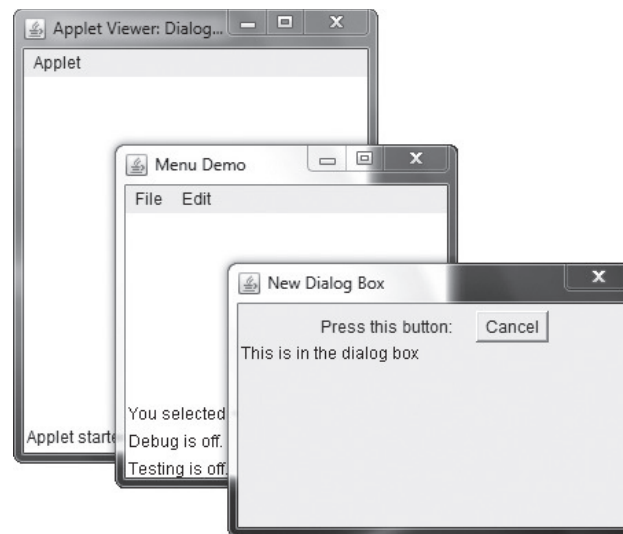 Applet Viewer: Dialog...
Applet
Menu Demo
File Edit
New Dialog Box
Press this button: Cancel
This is in the dialog box
You selected
Applet starte
Debug is off.
Testing is off.